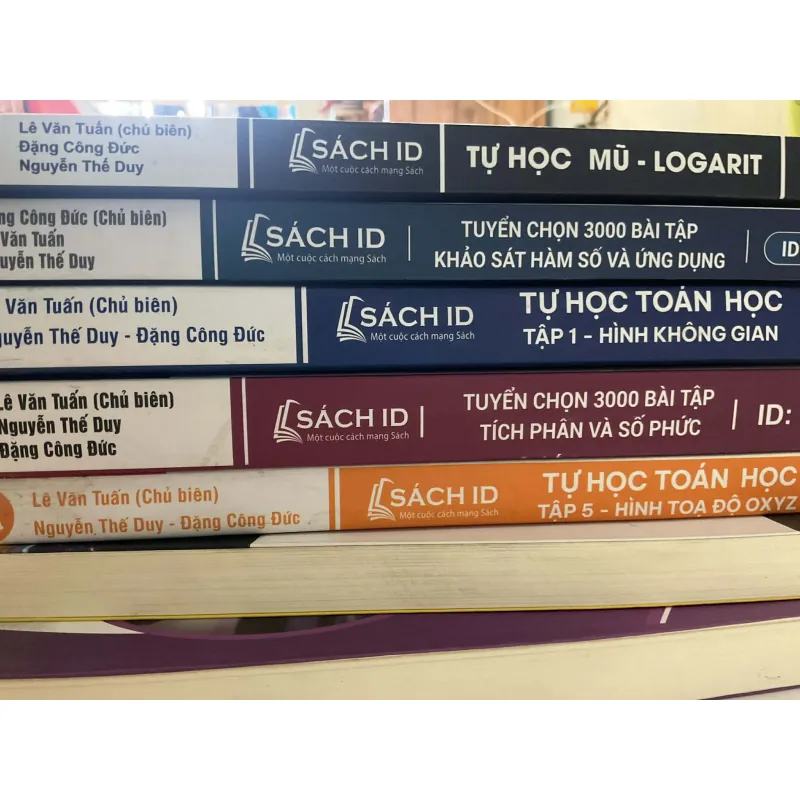 Lê Văn Tuấn (chủ biên)
Đặng Công Đức
Nguyễn Thế Duy
SÁCH ID
Một cuộc cách mạng Sách
TỰ HỌC MŨ - LOGARIT
Công Đức (Chủ biên)
Văn Tuấn
Thế Duy
SÁCH ID
Một cuộc cách mạng Sách
TUYỂN CHỌN 3000 BÀI TẬP
KHẢO SÁT HÀM SỐ VÀ ỨNG DỤNG
ID
Văn Tuấn (Chủ biên)
Nguyễn Thế Duy - Đặng Công Đức
SÁCH ID
Một cuộc cách mạng Sách
TỰ HỌC TOÁN HỌC
TẬP 1 - HÌNH KHÔNG GIAN
Lê Văn Tuấn (Chủ biên)
Nguyễn Thế Duy
Đặng Công Đức
SÁCH ID
Một cuộc cách mạng Sách
TUYỂN CHỌN 3000 BÀI TẬP
TÍCH PHÂN VÀ SỐ PHỨC
ID:
Lê Văn Tuấn (Chủ biên)
Nguyễn Thế Duy - Đặng Công Đức
SÁCH ID
Một cuộc cách mạng Sách
TỰ HỌC TOÁN HỌC
TẬP 5 - HÌNH TOẠ ĐỘ OXYZ